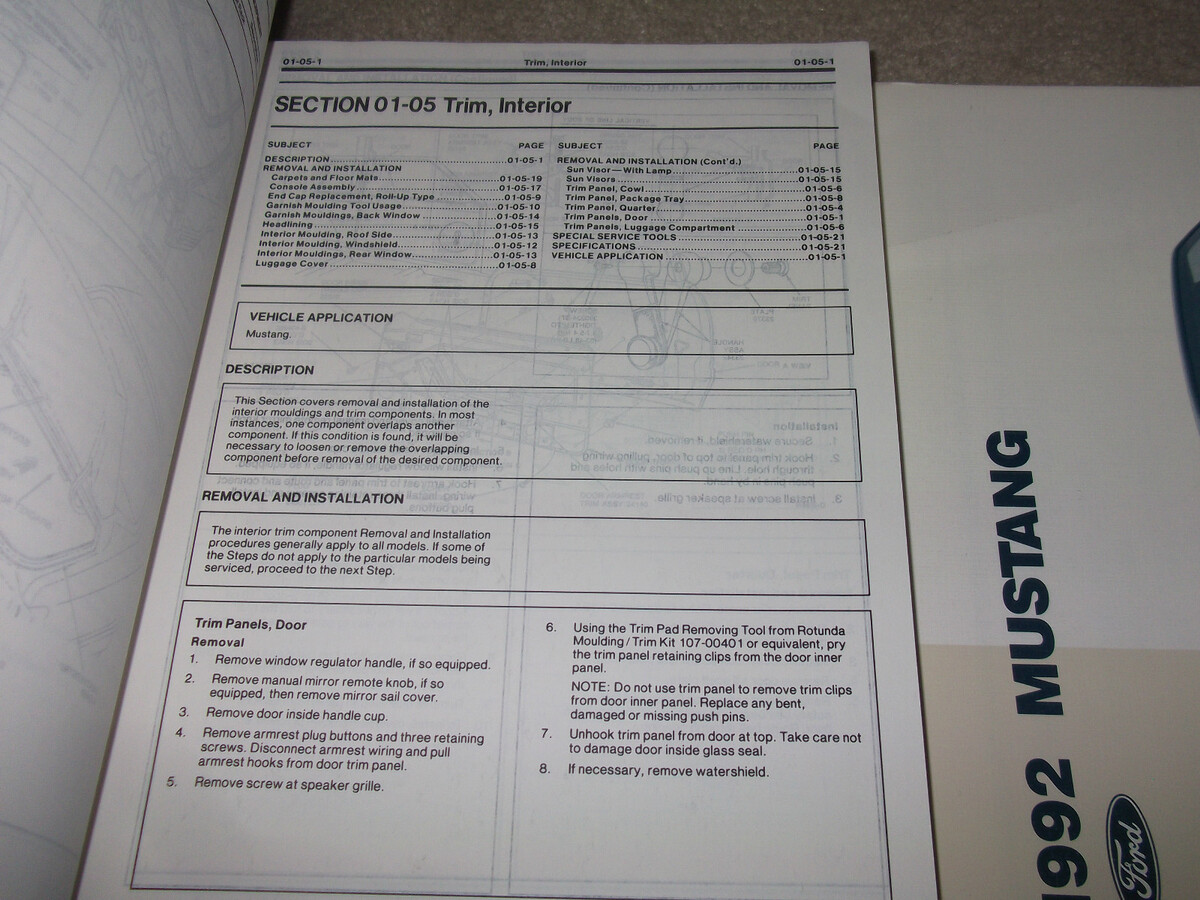 01-05-1 Trim, Interior 01-05-1
SECTION 01-05 Trim, Interior
SUBJECT PAGE
DESCRIPTION 01-05-1
REMOVAL AND INSTALLATION
Carpets and Floor Mats 01-05-19
Console Assembly 01-05-17
End Cap Replacement, Roll-Up Type 01-05-9
Garnish Moulding Tool Usage 01-05-10
Garnish Mouldings, Back Window 01-05-14
Headlining 01-05-15
Interior Moulding, Roof Side 01-05-13
Interior Moulding, Windshield 01-05-12
Interior Mouldings, Rear Window 01-05-13
Luggage Cover 01-05-8
SUBJECT PAGE
REMOVAL AND INSTALLATION (Cont'd.)
Sun Visor — With Lamp 01-05-15
Sun Visors 01-05-15
Trim Panel, Cowl 01-05-6
Trim Panel, Package Tray 01-05-8
Trim Panel, Quarter 01-05-4
Trim Panels, Door 01-05-1
Trim Panels, Luggage Compartment 01-05-6
SPECIAL SERVICE TOOLS 01-05-21
SPECIFICATIONS 01-05-21
VEHICLE APPLICATION 01-05-1
VEHICLE APPLICATION
Mustang.
DESCRIPTION
This Section covers removal and installation of the
interior mouldings and trim components. In most
instances, one component overlaps another
component. If this condition is found, it will be
necessary to loosen or remove the overlapping
component before removal of the desired component.
REMOVAL AND INSTALLATION
The interior trim component Removal and Installation
procedures generally apply to all models. If some of
the Steps do not apply to the particular models being
serviced, proceed to the next Step.
Trim Panels, Door
Removal
1. Remove window regulator handle, if so equipped.
2. Remove manual mirror remote knob, if so
equipped, then remove mirror sail cover.
3. Remove door inside handle cup.
4. Remove armrest plug buttons and three retaining
screws. Disconnect armrest wiring and pull
armrest hooks from door trim panel.
5. Remove screw at speaker grille.
6. Using the Trim Pad Removing Tool from Rotunda
Moulding / Trim Kit 107-00401 or equivalent, pry
the trim panel retaining clips from the door inner
panel.
NOTE: Do not use trim panel to remove trim clips
from door inner panel. Replace any bent,
damaged or missing push pins.
7. Unhook trim panel from door at top. Take care not
to damage door inside glass seal.
8. If necessary, remove watershield.
1992 MUSTANG
Ford